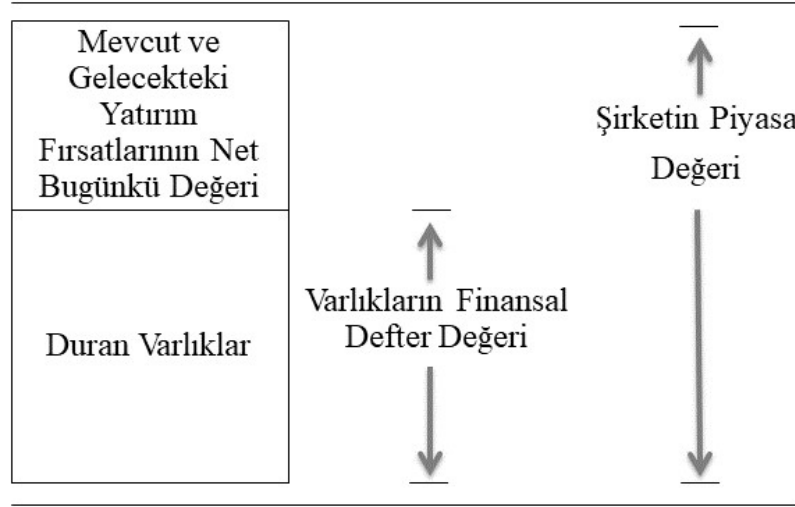 Mevcut ve
Gelecekteki
Yatırım
Fırsatlarının Net
Bugünkü Değeri
Duran Varlıklar
Varlıkların Finansal
Defter Değeri
Şirketin Piyasa
Değeri